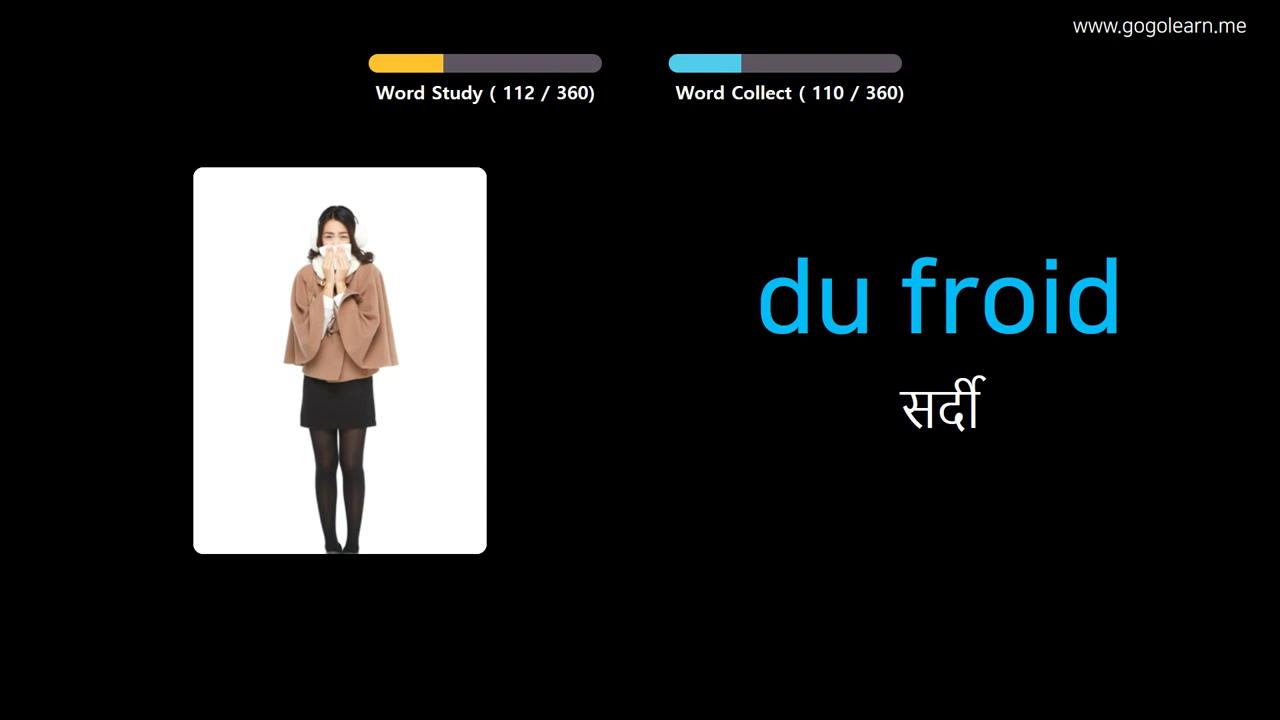 www.gogolearn.me
Word Study ( 112 / 360)
Word Collect ( 110 / 360)
du froid
सर्दी